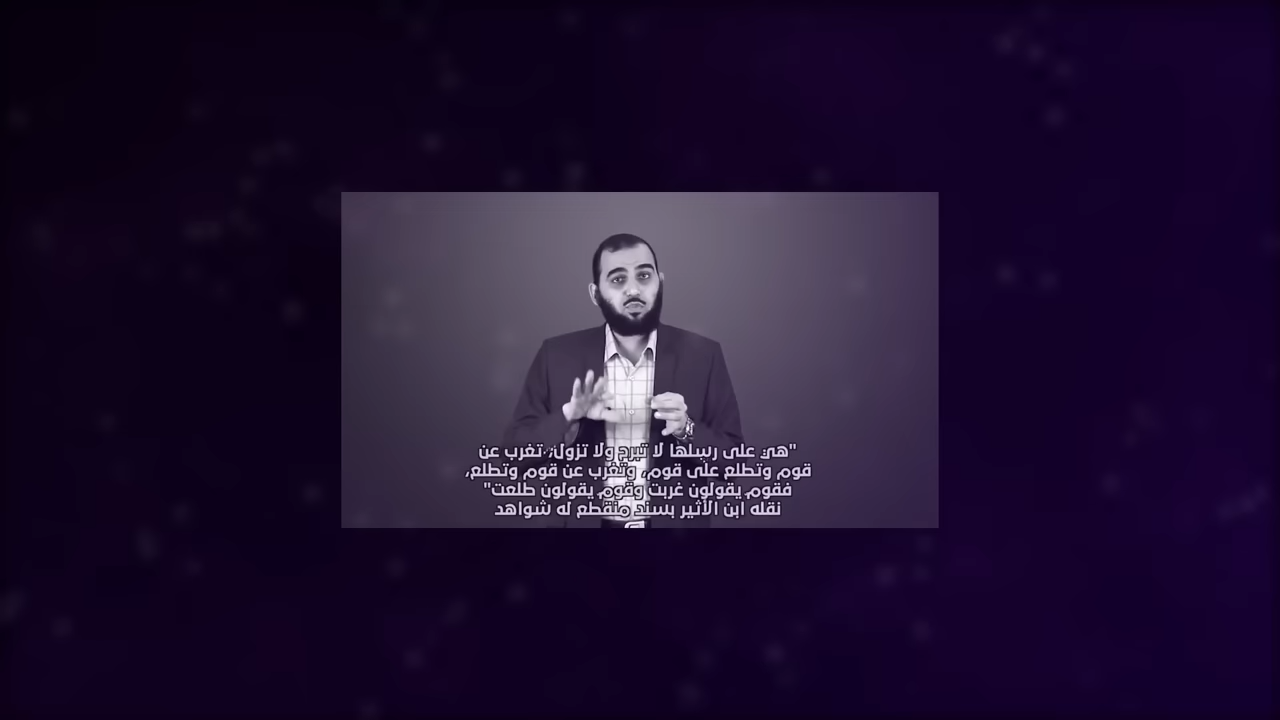 "هي على رسلها لا تبرح ولا تزول، تغرب عن
قوم وتطلع على قوم، وتغرب عن قوم وتطلع،
فقوم يقولون غربت وقوم يقولون طلعت"
نقله ابن الأثير بسند منقطع له شواهد